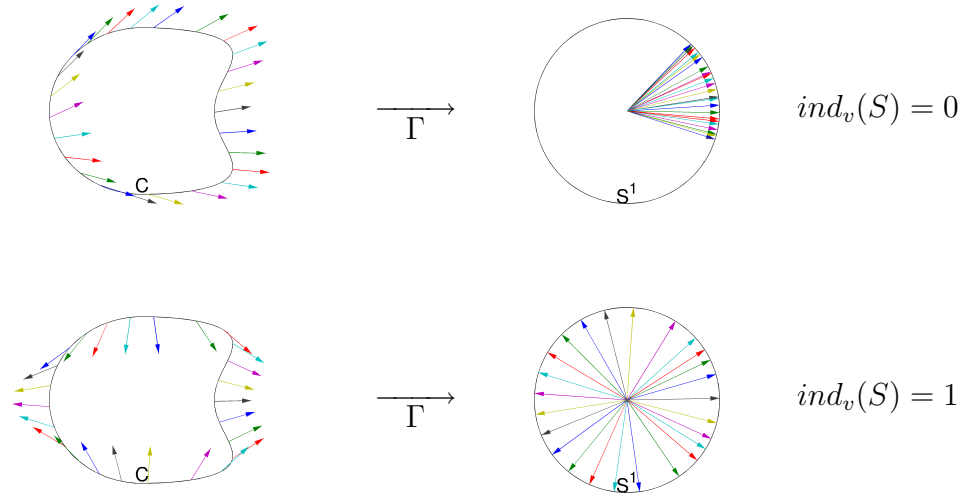 C
Γ
S¹
ind_v(S) = 0
C
Γ
S¹
ind_v(S) = 1